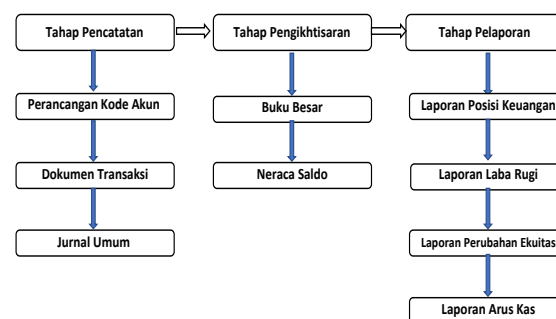 Tahap Pencatatan
Tahap Pengikhtisaran
Tahap Pelaporan
Perancangan Kode Akun
Buku Besar
Laporan Posisi Keuangan
Dokumen Transaksi
Neraca Saldo
Laporan Laba Rugi
Jurnal Umum
Laporan Perubahan Ekuitas
Laporan Arus Kas